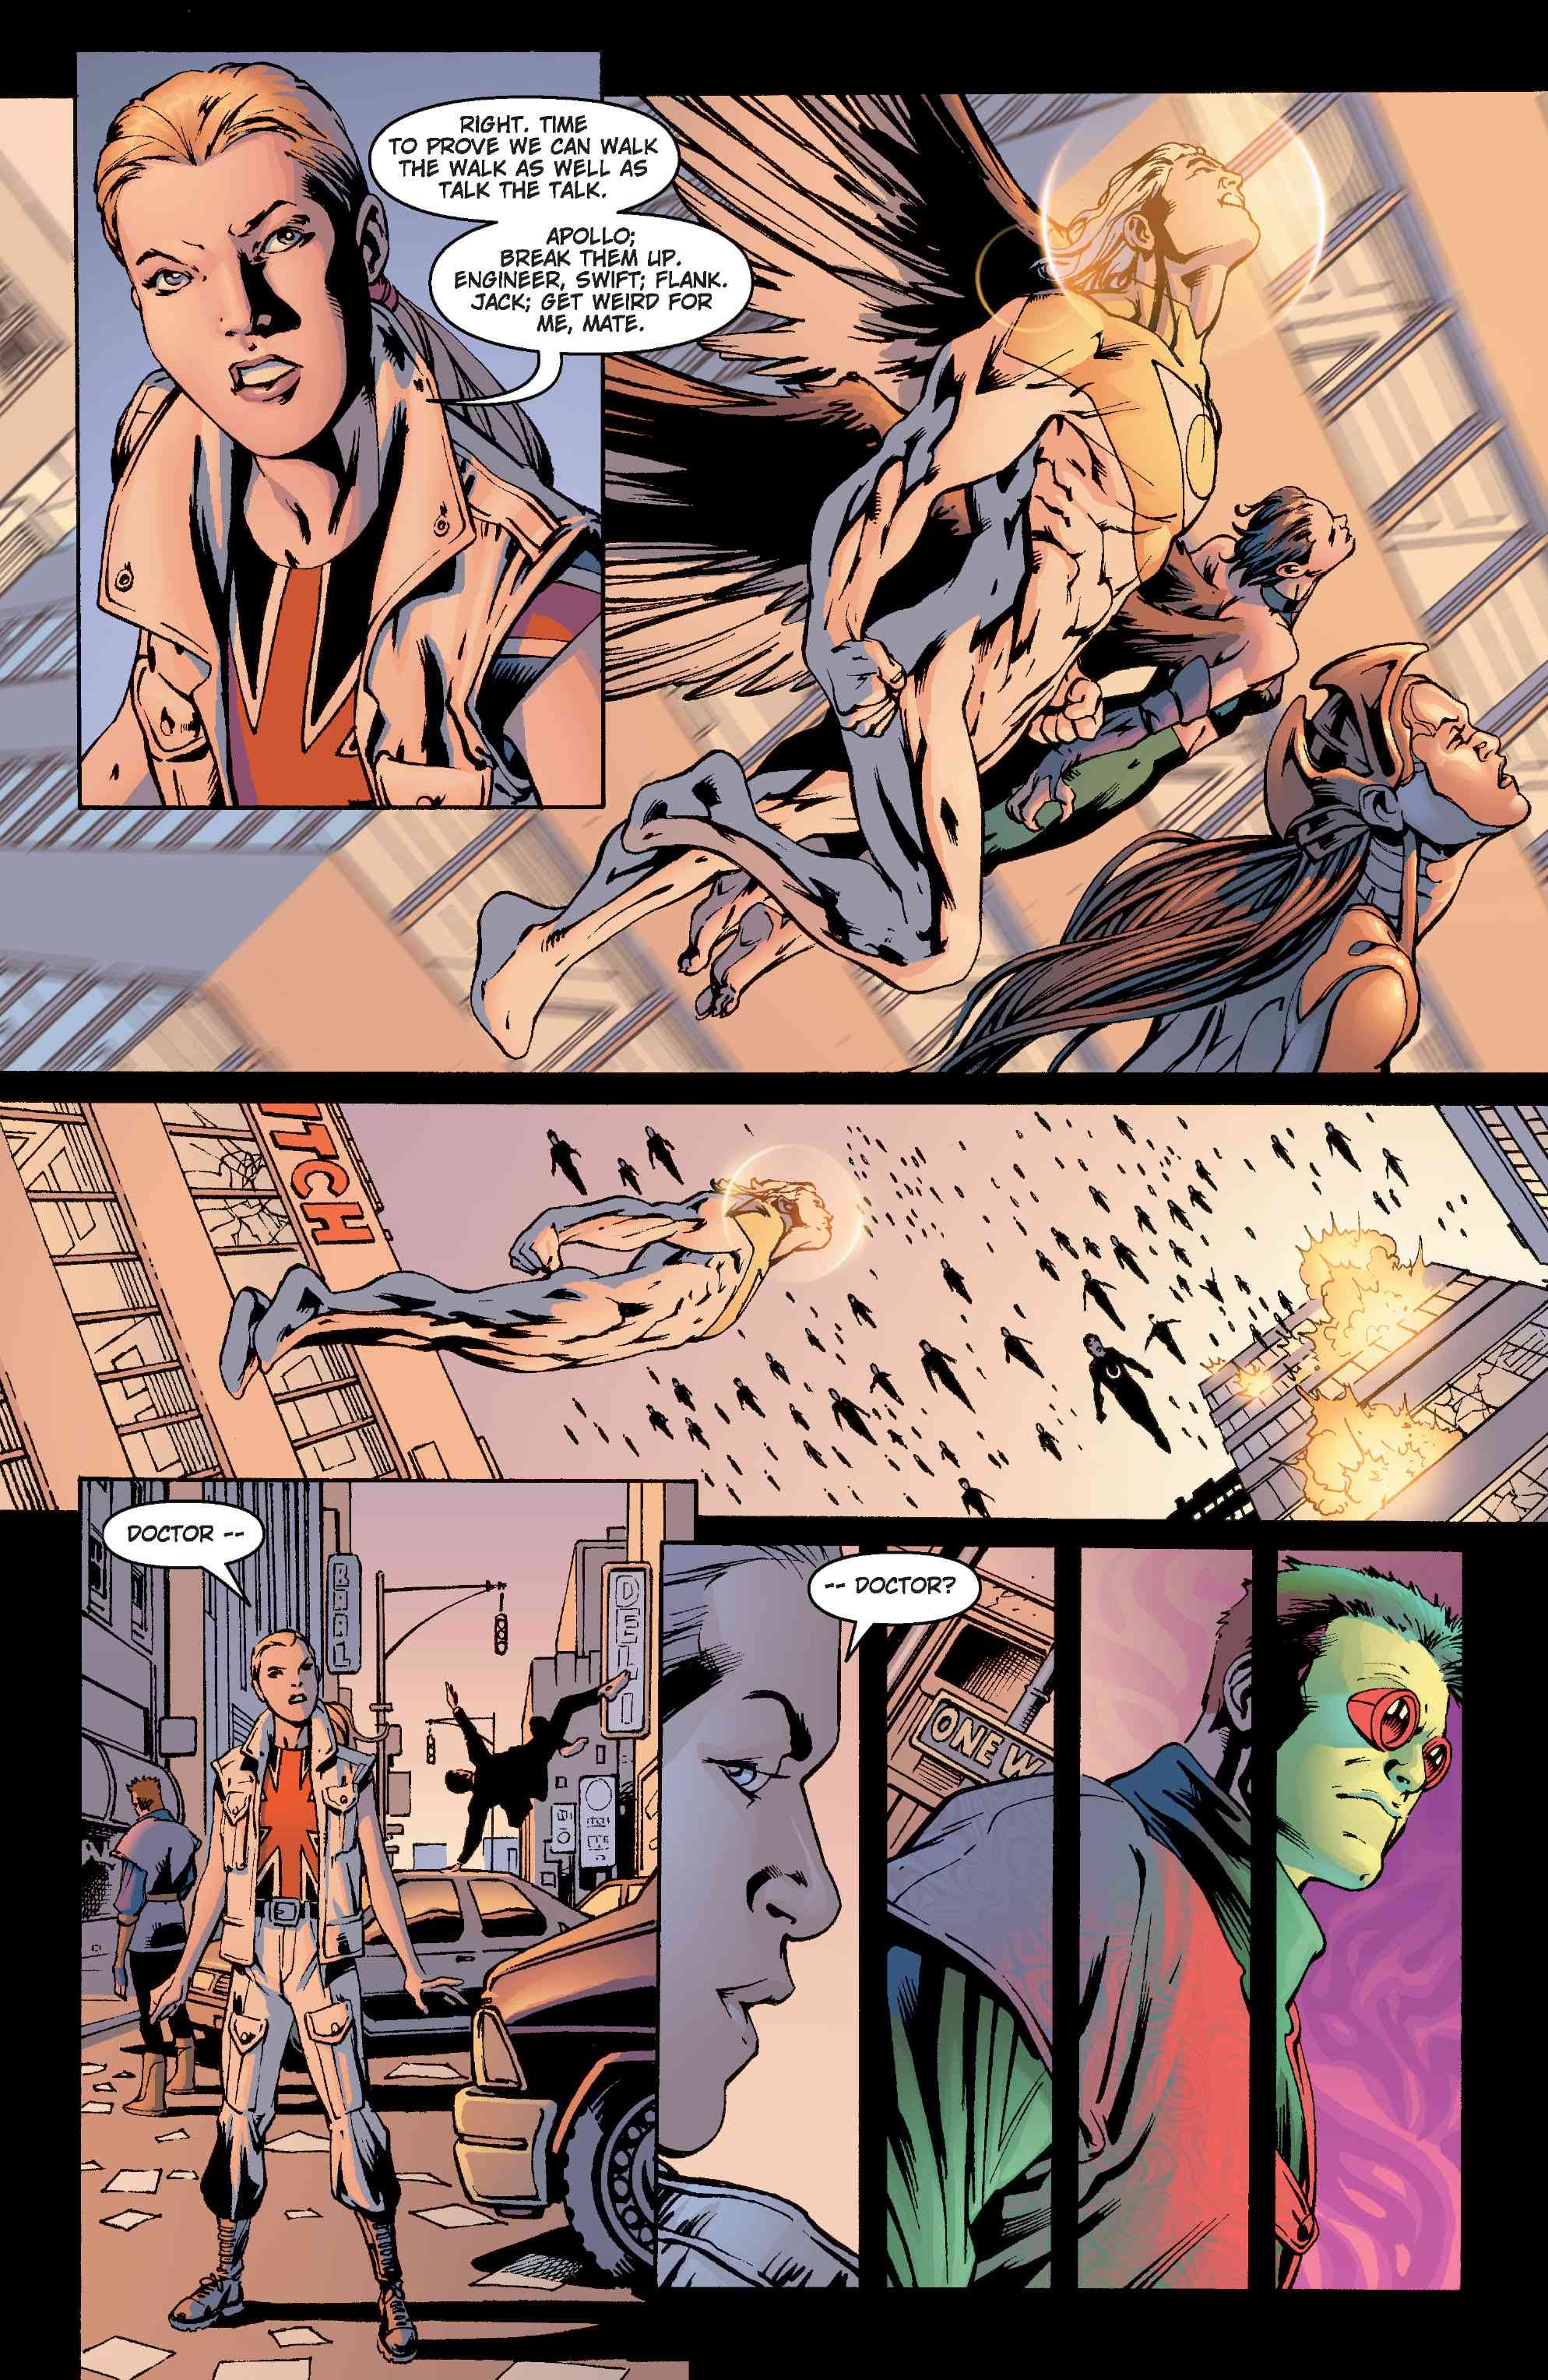 RIGHT. TIME
TO PROVE WE CAN WALK
THE WALK AS WELL AS
TALK THE TALK.
APOLLO;
BREAK THEM UP.
ENGINEER, SWIFT; FLANK.
JACK; GET WEIRD FOR
ME, MATE.
UTCH
DOCTOR --
DELI
-- DOCTOR?
ONE W